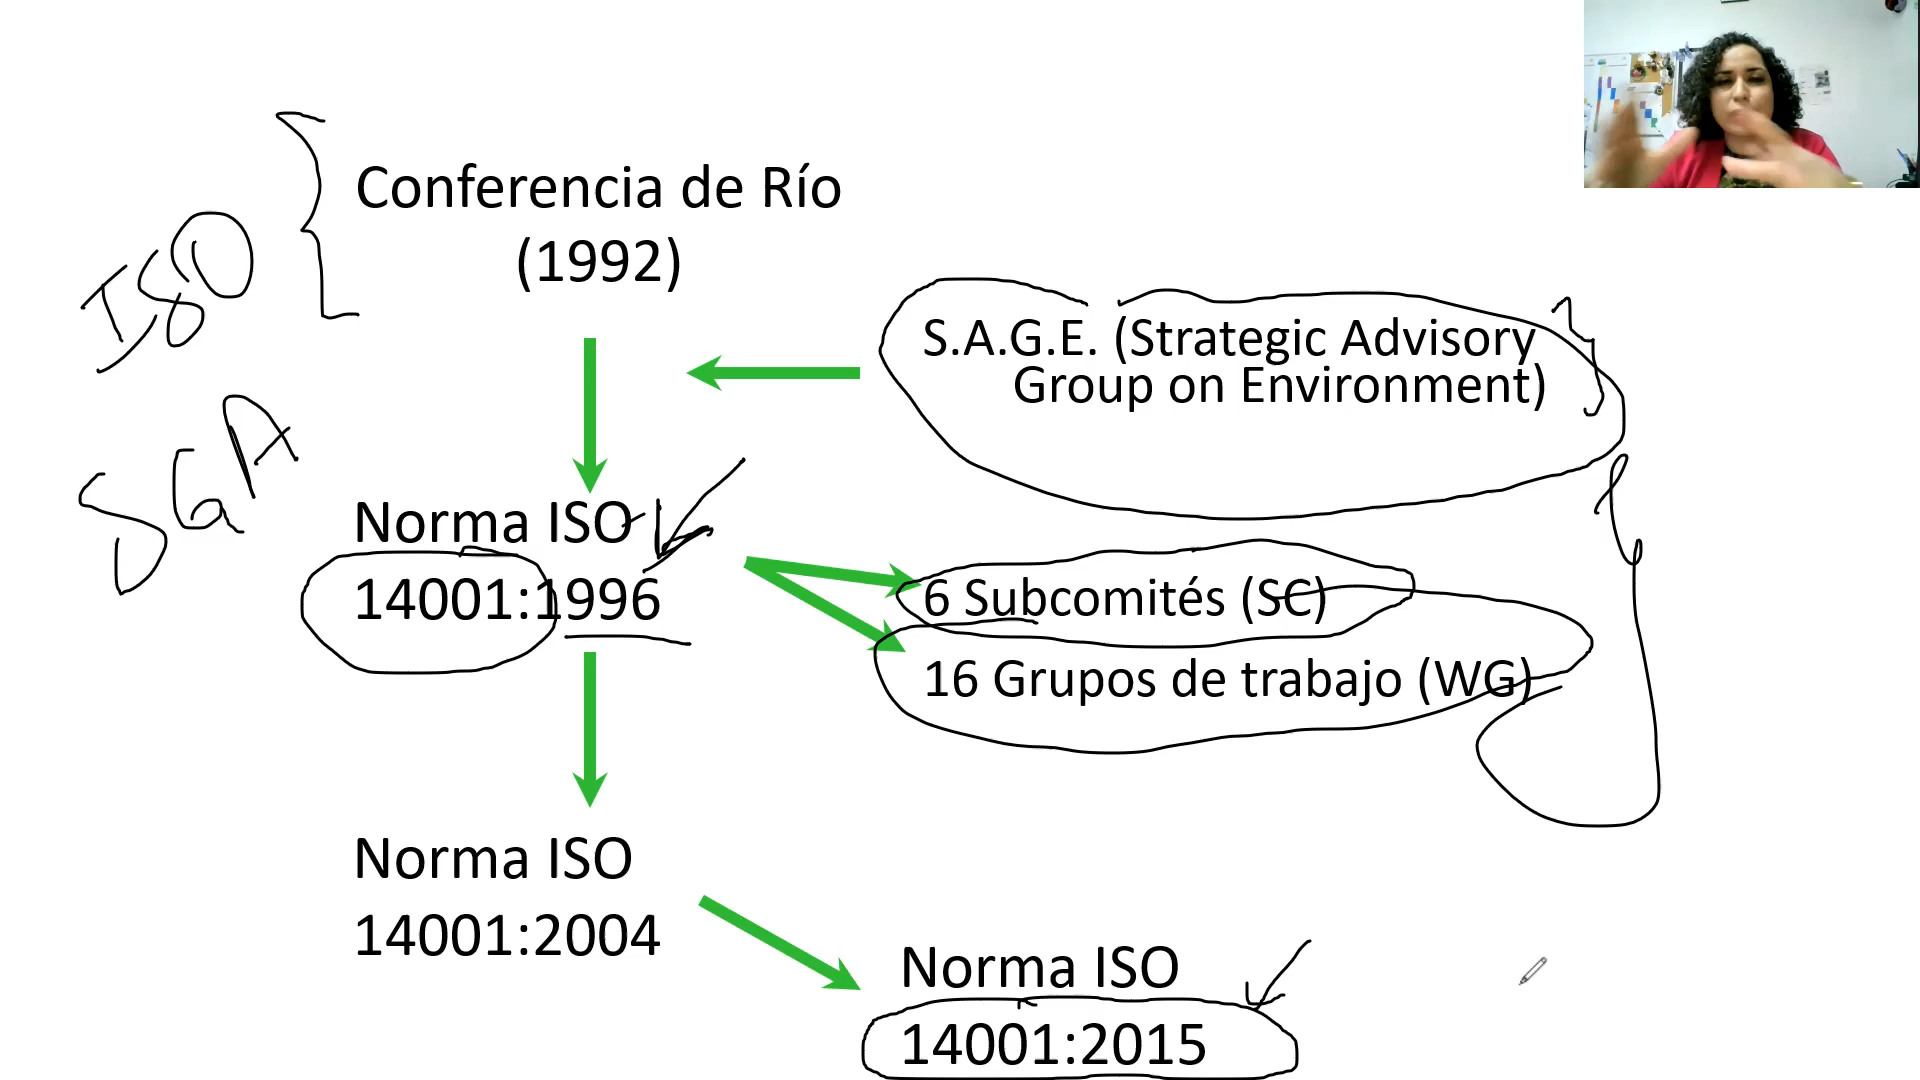 Conferencia de Río
(1992)
ISO
S.A.G.E. (Strategic Advisory
Group on Environment)
SGA
Norma ISO
14001:1996
6 Subcomités (SC)
16 Grupos de trabajo (WG)
Norma ISO
14001:2004
Norma ISO
14001:2015